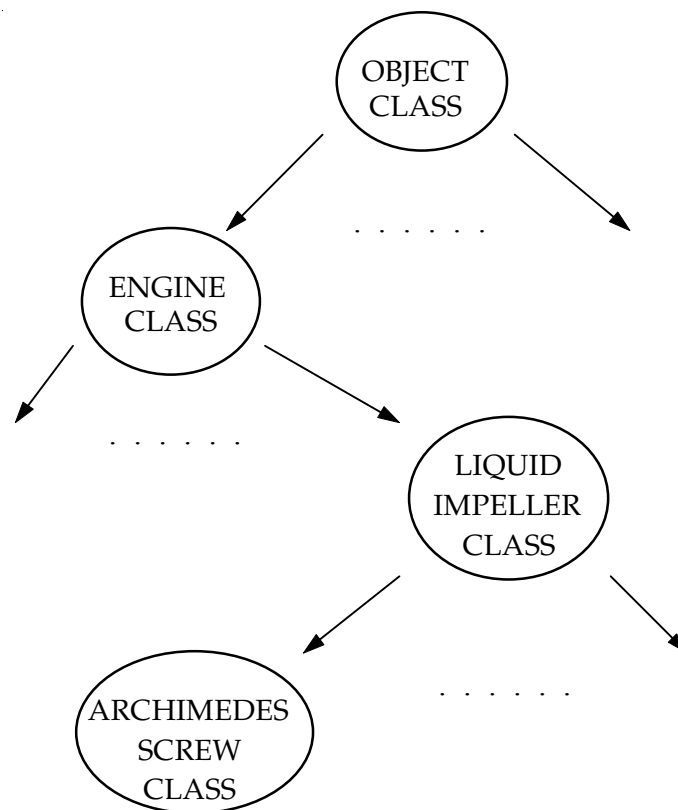 OBJECT
CLASS
. . . . . .
ENGINE
CLASS
. . . . . .
LIQUID
IMPELLER
CLASS
. . . . . .
ARCHIMEDES
SCREW
CLASS